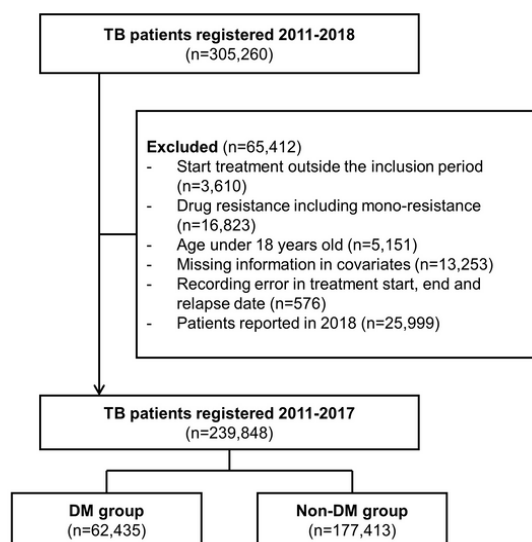 TB patients registered 2011-2018
(n=305,260)
Excluded (n=65,412)
- Start treatment outside the inclusion period
(n=3,610)
- Drug resistance including mono-resistance
(n=16,823)
- Age under 18 years old (n=5,151)
- Missing information in covariates (n=13,253)
- Recording error in treatment start, end and
relapse date (n=576)
- Patients reported in 2018 (n=25,999)
TB patients registered 2011-2017
(n=239,848)
DM group
(n=62,435)
Non-DM group
(n=177,413)